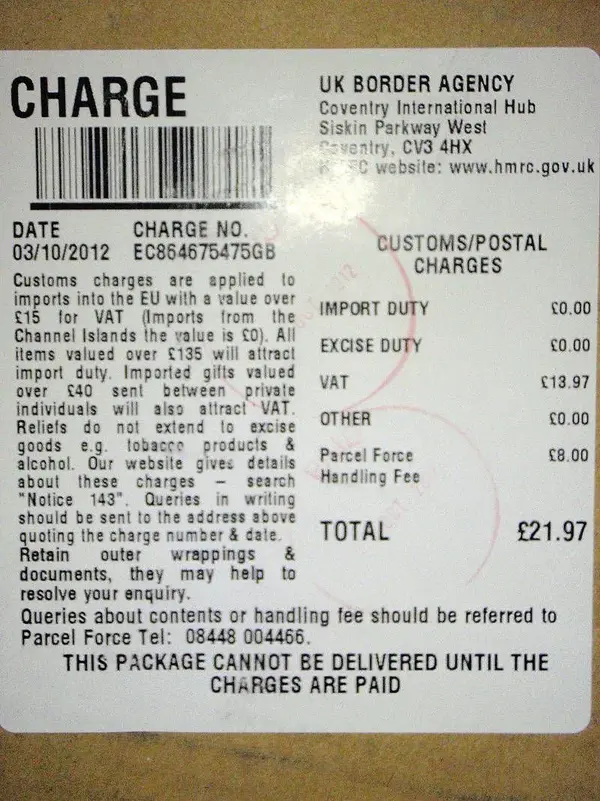 CHARGE
UK BORDER AGENCY
Coventry International Hub
Siskin Parkway West
Coventry, CV3 4HX
website: www.hmrc.gov.uk
DATE CHARGE NO.
03/10/2012 EC864675475GB
Customs charges are applied to
imports into the EU with a value over
£15 for VAT (Imports from the
Channel Islands the value is £0). All
items valued over £135 will attract
import duty. Imported gifts valued
over £40 sent between private
individuals will also attract VAT.
Reliefs do not extend to excise
goods e.g. tobacco products &
alcohol. Our website gives details
about these charges – search
"Notice 143". Queries in writing
should be sent to the address above
quoting the charge number & date.
Retain outer wrappings &
documents, they may help to
resolve your enquiry.
CUSTOMS/POSTAL
CHARGES
IMPORT DUTY £0.00
EXCISE DUTY £0.00
VAT £13.97
OTHER £0.00
Parcel Force £8.00
Handling Fee
TOTAL £21.97
Queries about contents or handling fee should be referred to
Parcel Force Tel: 08448 004466.
THIS PACKAGE CANNOT BE DELIVERED UNTIL THE
CHARGES ARE PAID